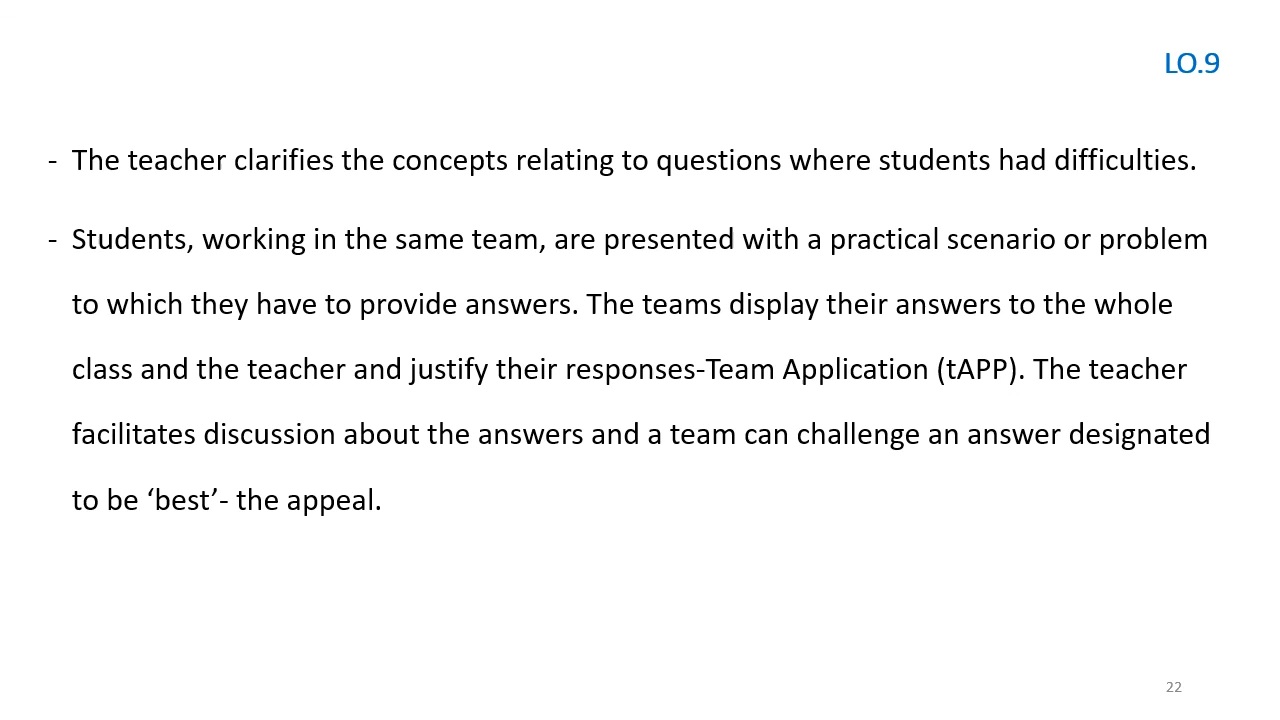 LO.9
- The teacher clarifies the concepts relating to questions where students had difficulties.
- Students, working in the same team, are presented with a practical scenario or problem
to which they have to provide answers. The teams display their answers to the whole
class and the teacher and justify their responses-Team Application (tAPP). The teacher
facilitates discussion about the answers and a team can challenge an answer designated
to be ‘best’- the appeal.
22